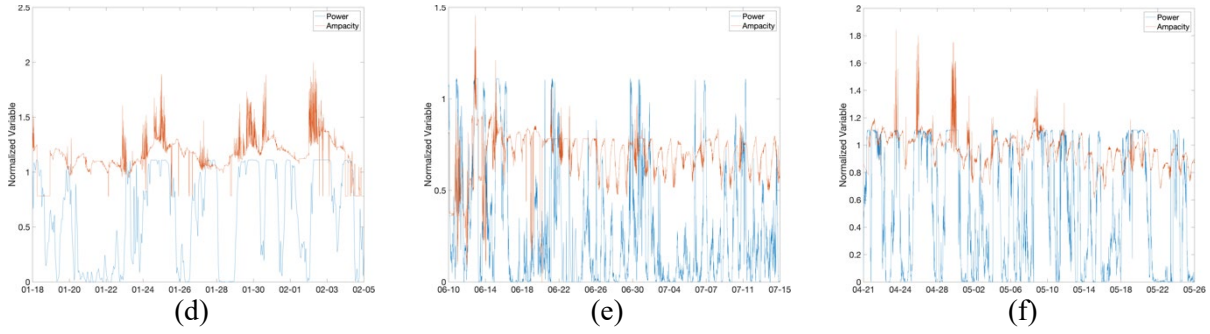 2.5
Power
Ampacity
2
1.5
Normalized Variable
1
0.5
0
01-18 01-20 01-22 01-24 01-26 01-28 01-30 02-01 02-03 02-05
(d)
1.5
Power
Ampacity
1
Normalized Variable
0.5
0
06-10 06-14 06-18 06-22 06-26 06-30 07-04 07-07 07-11 07-15
(e)
2
Power
Ampacity
1.8
1.6
1.4
1.2
Normalized Variable
1
0.8
0.6
0.4
0.2
0
04-21 04-24 04-28 05-02 05-06 05-10 05-14 05-18 05-22 05-26
(f)